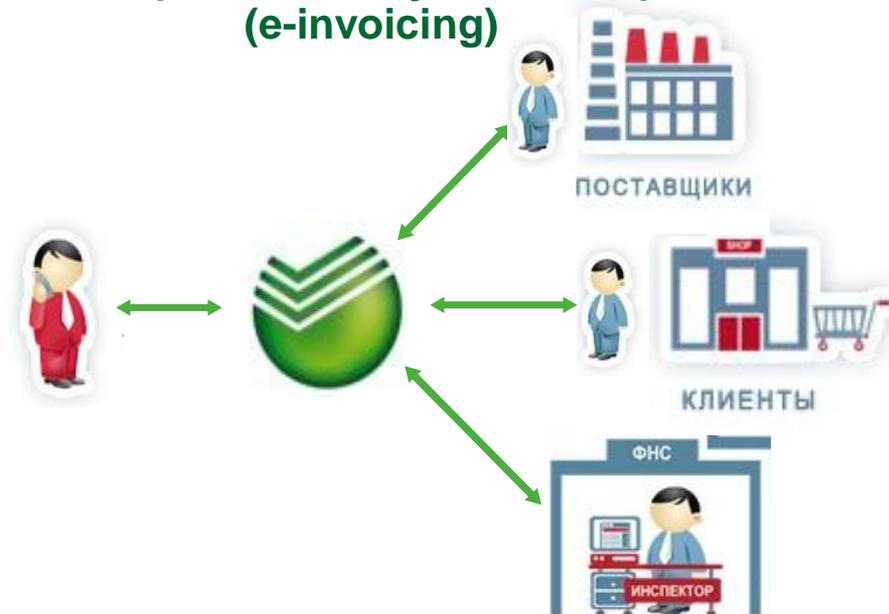 (e-invoicing)
ПОСТАВЩИКИ
SHOP
КЛИЕНТЫ
ФНС
ИНСПЕКТОР